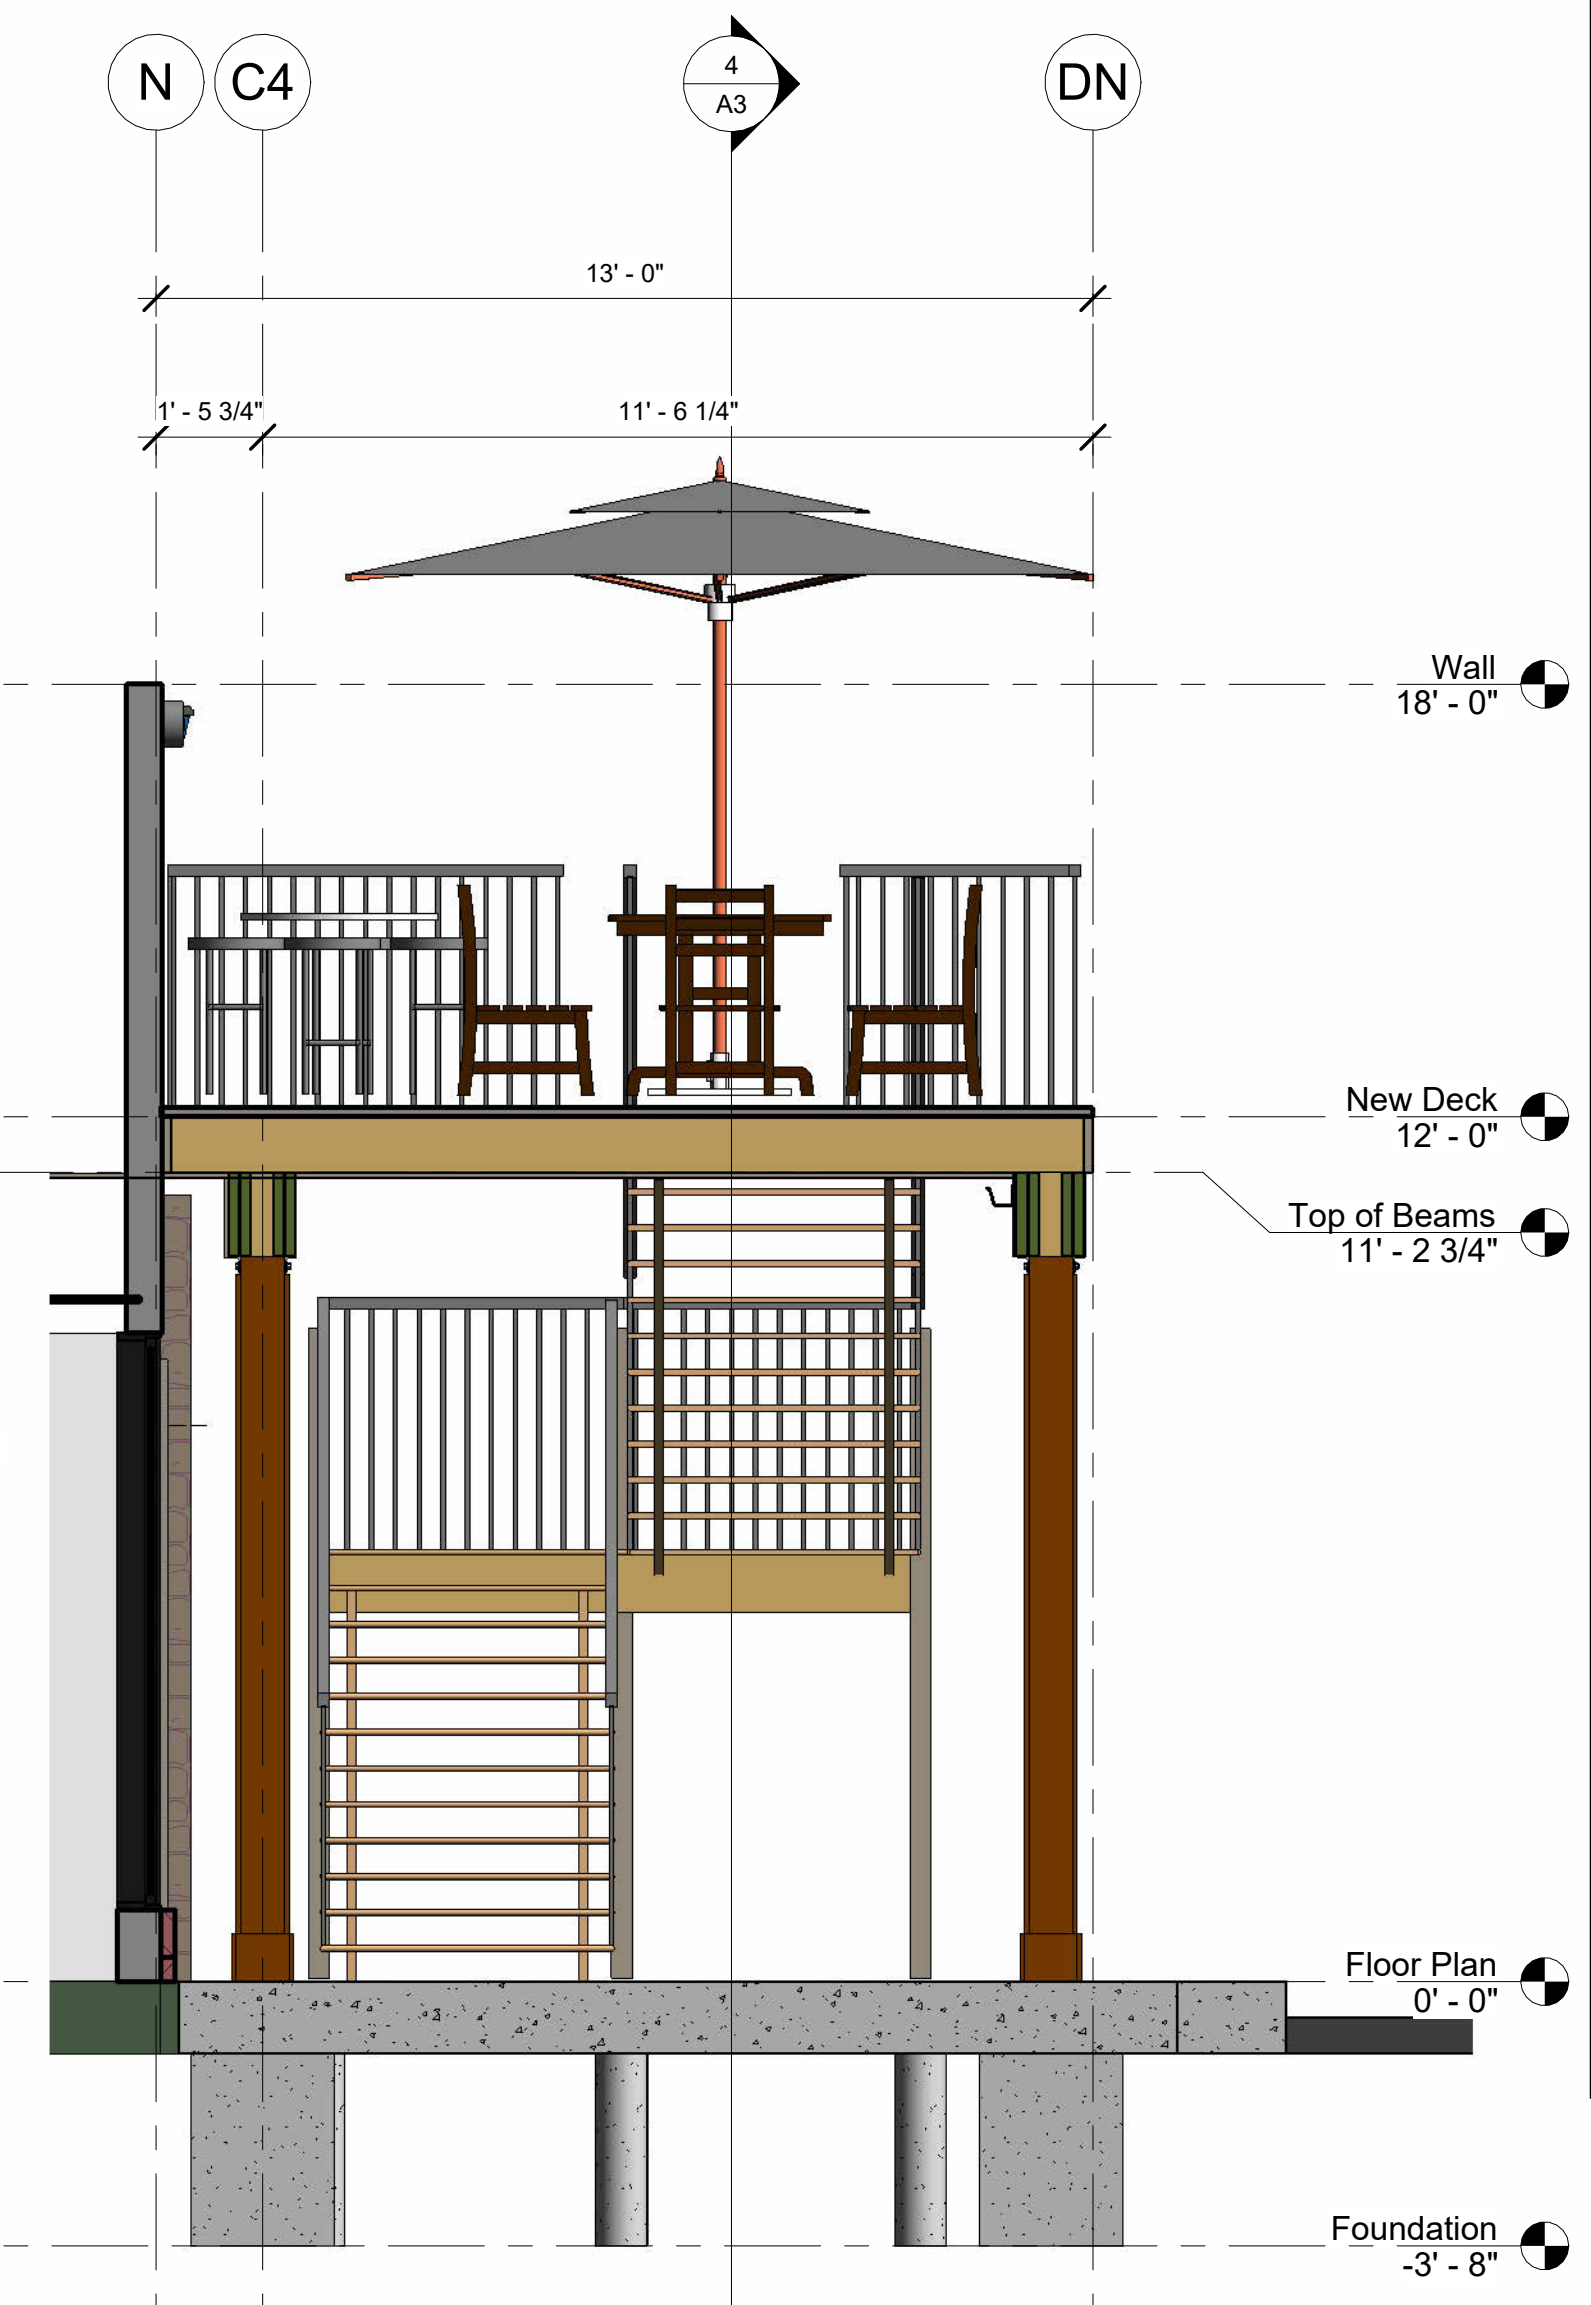 N
C4
4
A3
DN
13' - 0"
1' - 5 3/4"
11' - 6 1/4"
Wall
18' - 0"
New Deck
12' - 0"
Top of Beams
11' - 2 3/4"
Floor Plan
0' - 0"
Foundation
-3' - 8"